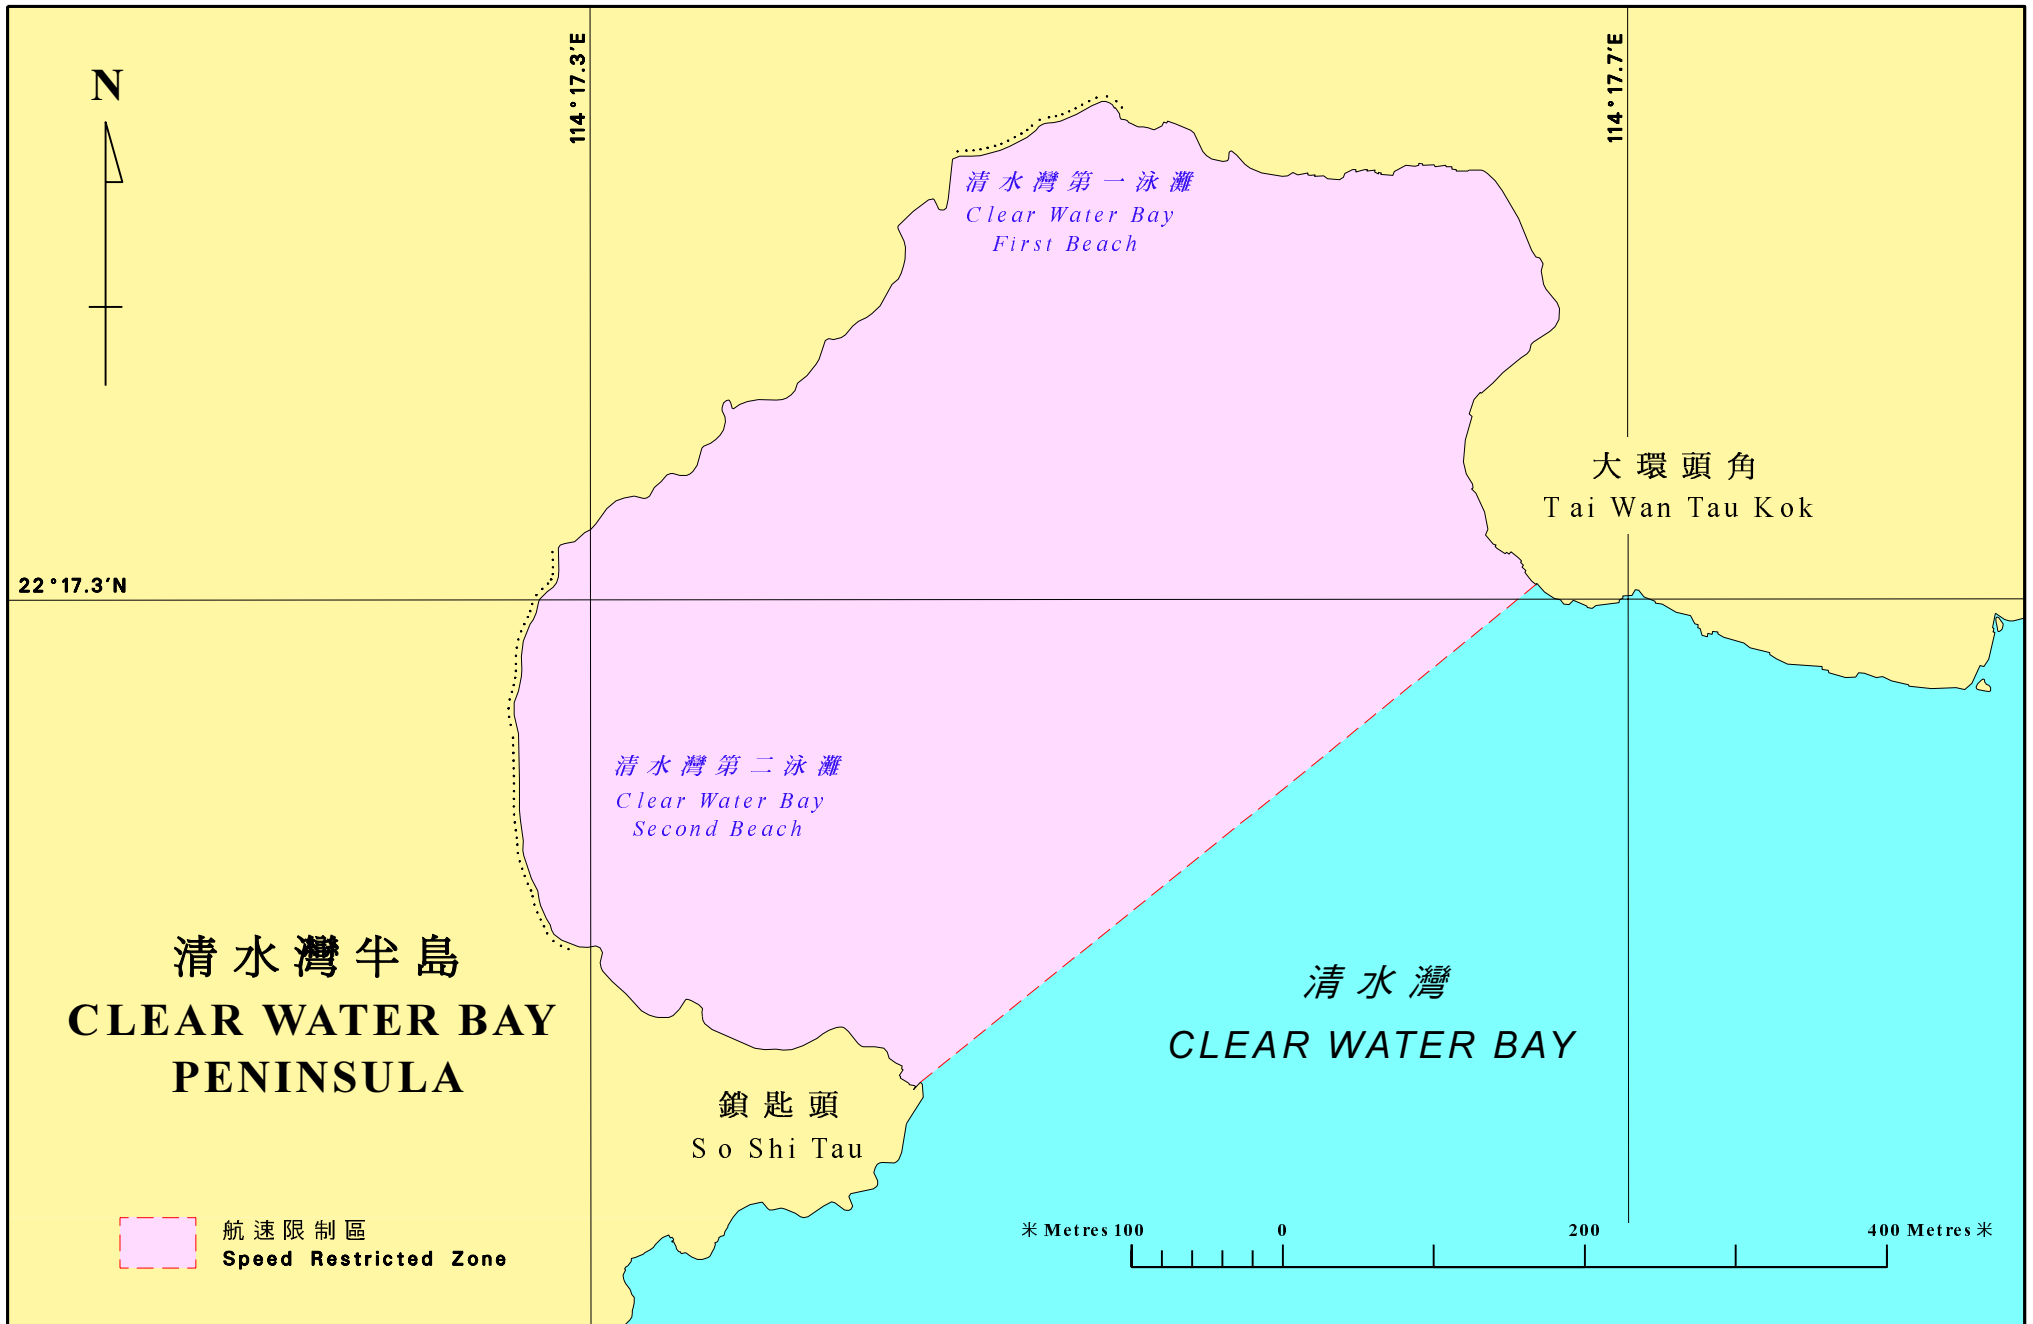 N
114°17.3'E
114°17.7'E
清水灣第一泳灘
Clear Water Bay
First Beach
大環頭角
Tai Wan Tau Kok
22°17.3'N
清水灣第二泳灘
Clear Water Bay
Second Beach
清水灣半島
CLEAR WATER BAY
PENINSULA
清水灣
CLEAR WATER BAY
鎖匙頭
So Shi Tau
航速限制區
Speed Restricted Zone
米 Metres 100 0 200 400 Metres 米